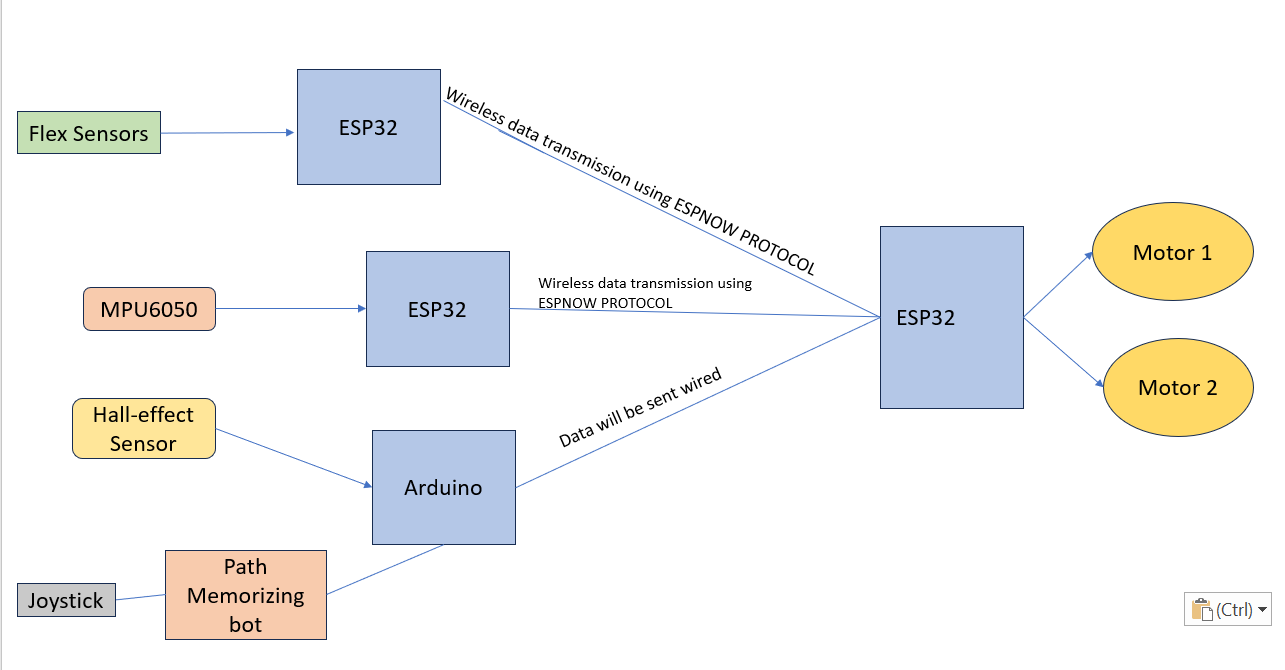 Flex Sensors
ESP32
Wireless data transmission using ESPNOW PROTOCOL
MPU6050
ESP32
Wireless data transmission using
ESPNOW PROTOCOL
ESP32
Motor 1
Motor 2
Hall-effect
Sensor
Arduino
Data will be sent wired
Joystick
Path
Memorizing
bot
(Ctrl)